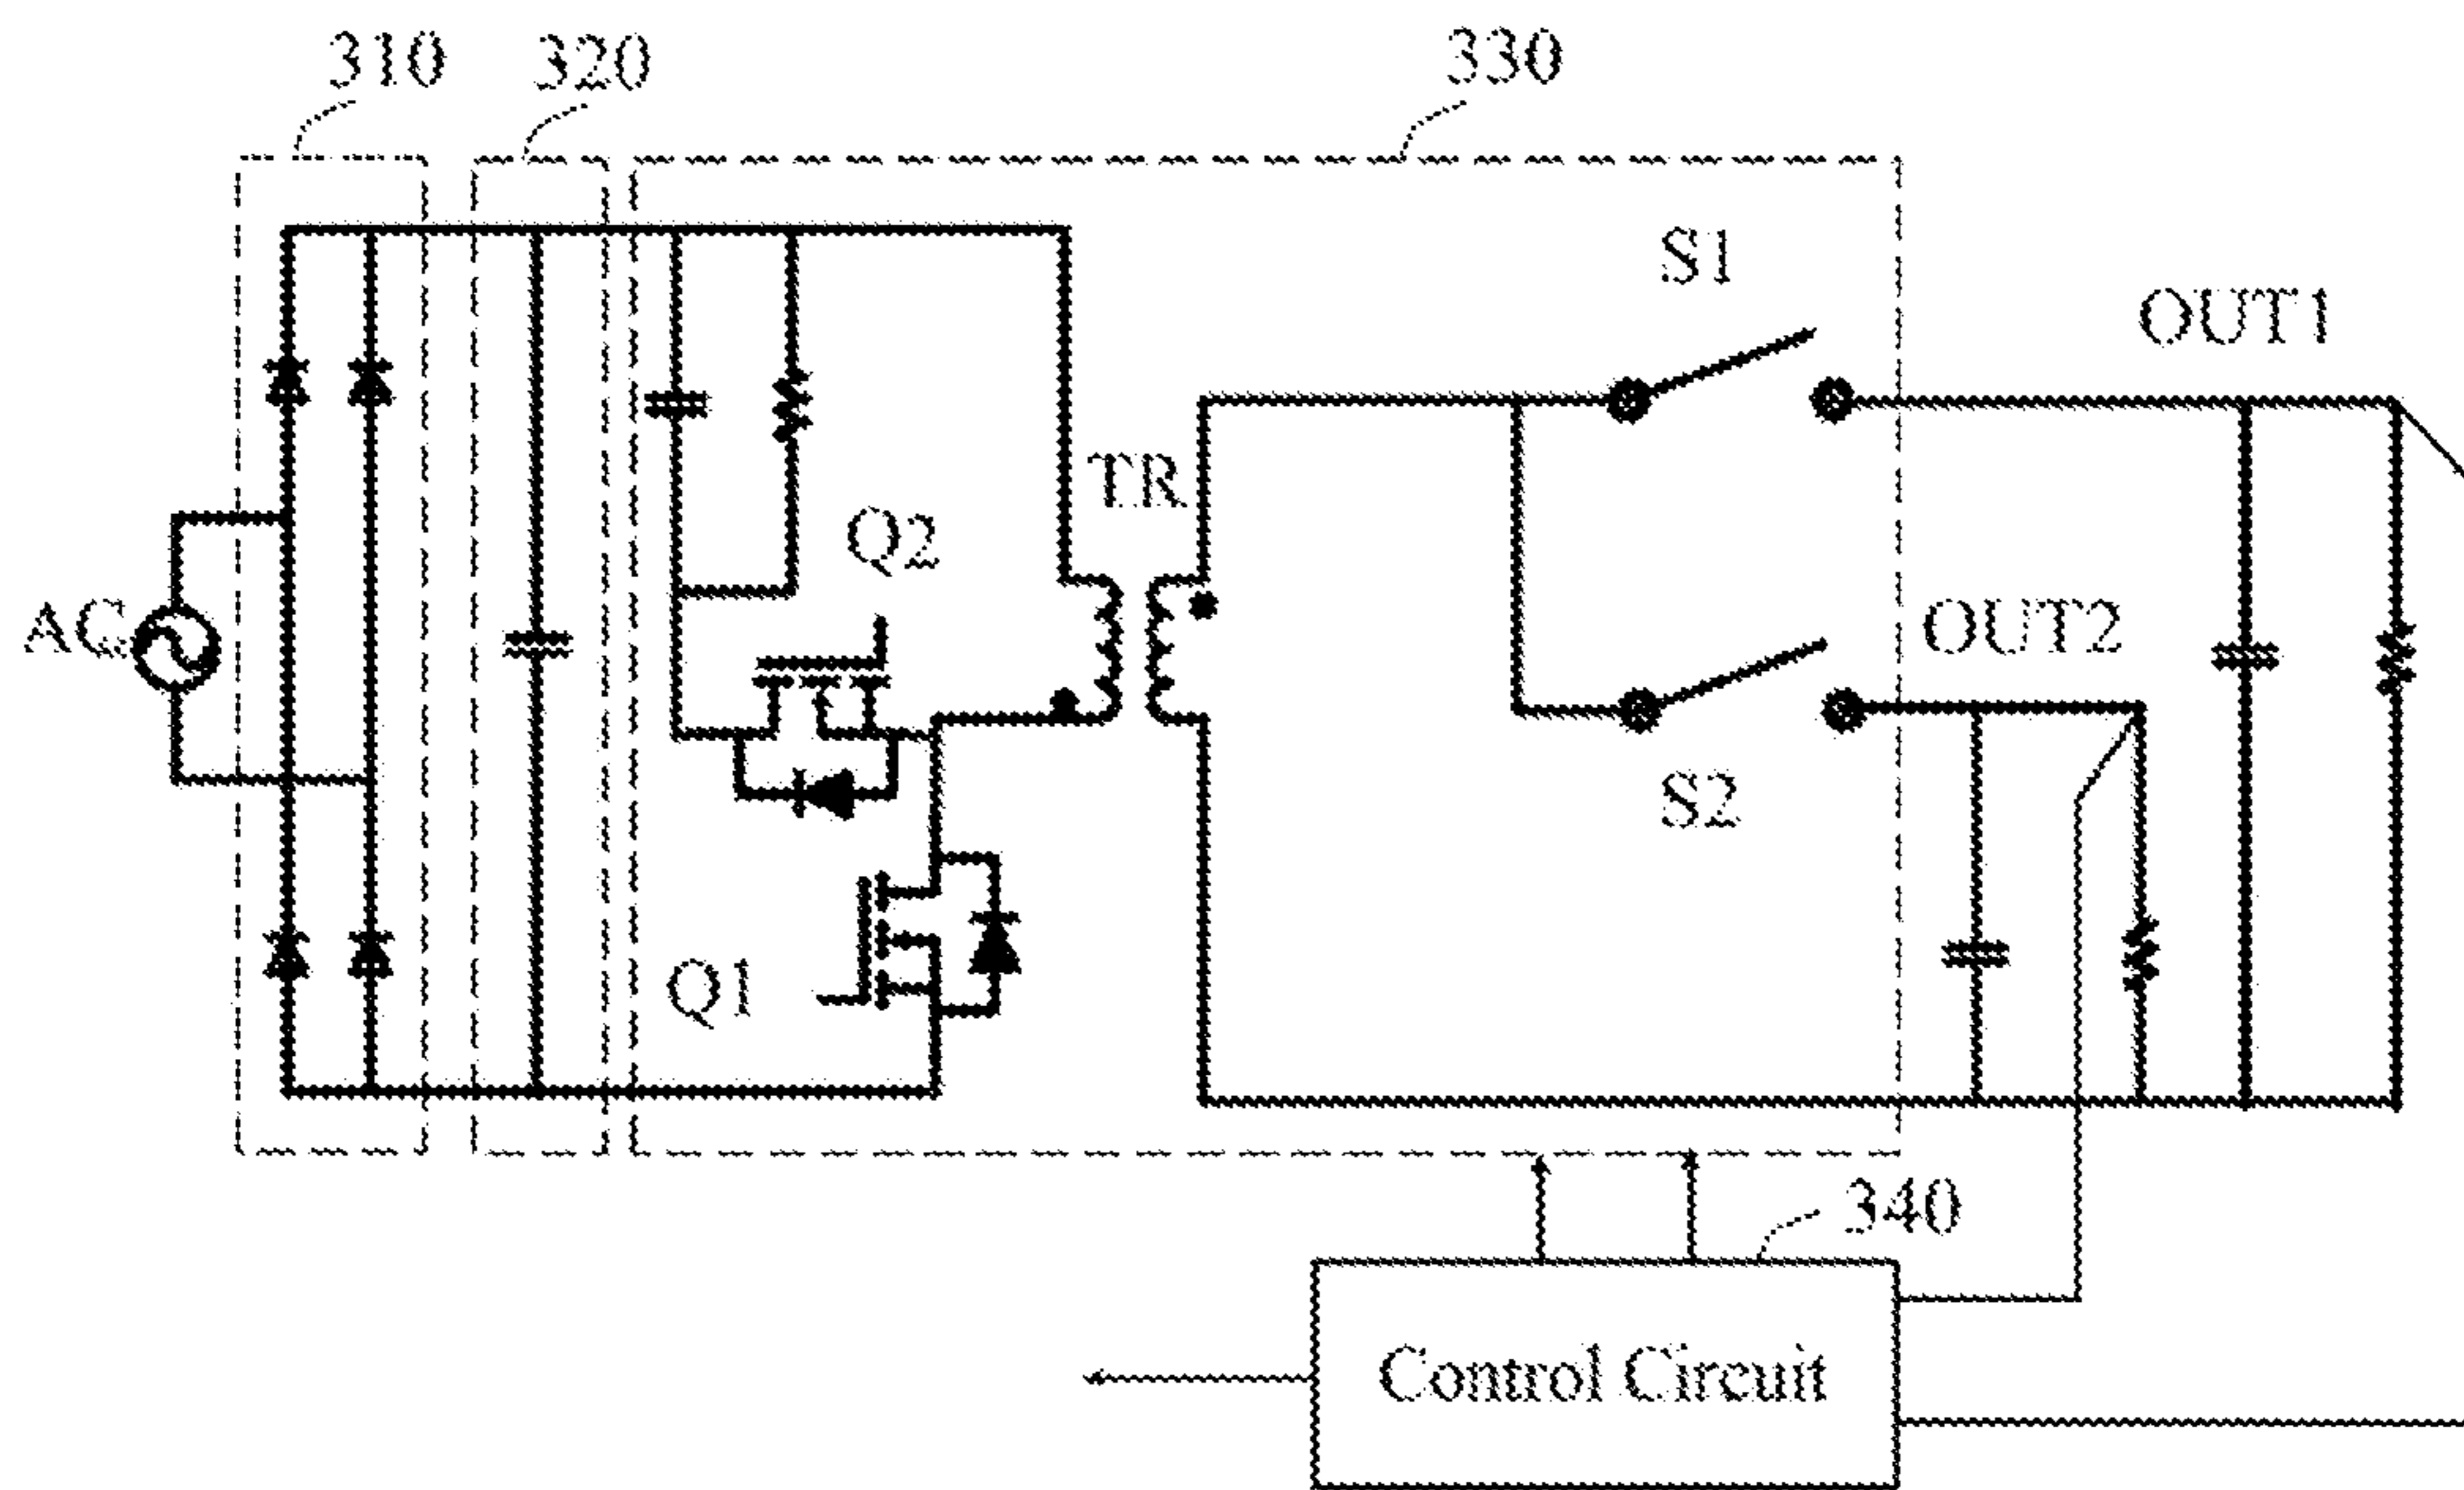 310
320
330
S1
OUT1
TR
Q2
AC
OUT2
S2
Q1
340
Control Circuit